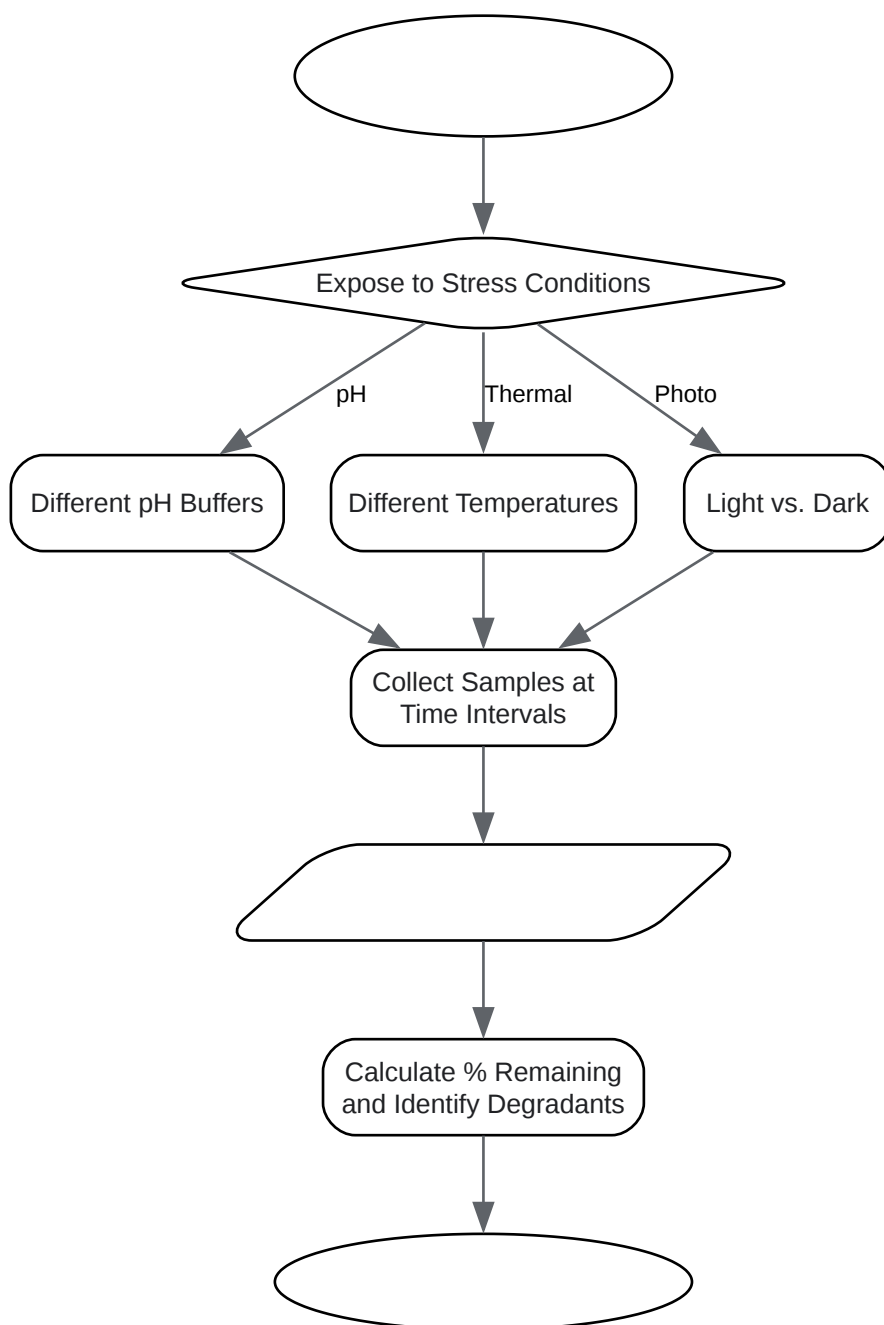 Expose to Stress Conditions
pH
Thermal
Photo
Different pH Buffers
Different Temperatures
Light vs. Dark
Collect Samples at
Time Intervals
Calculate % Remaining
and Identify Degradants